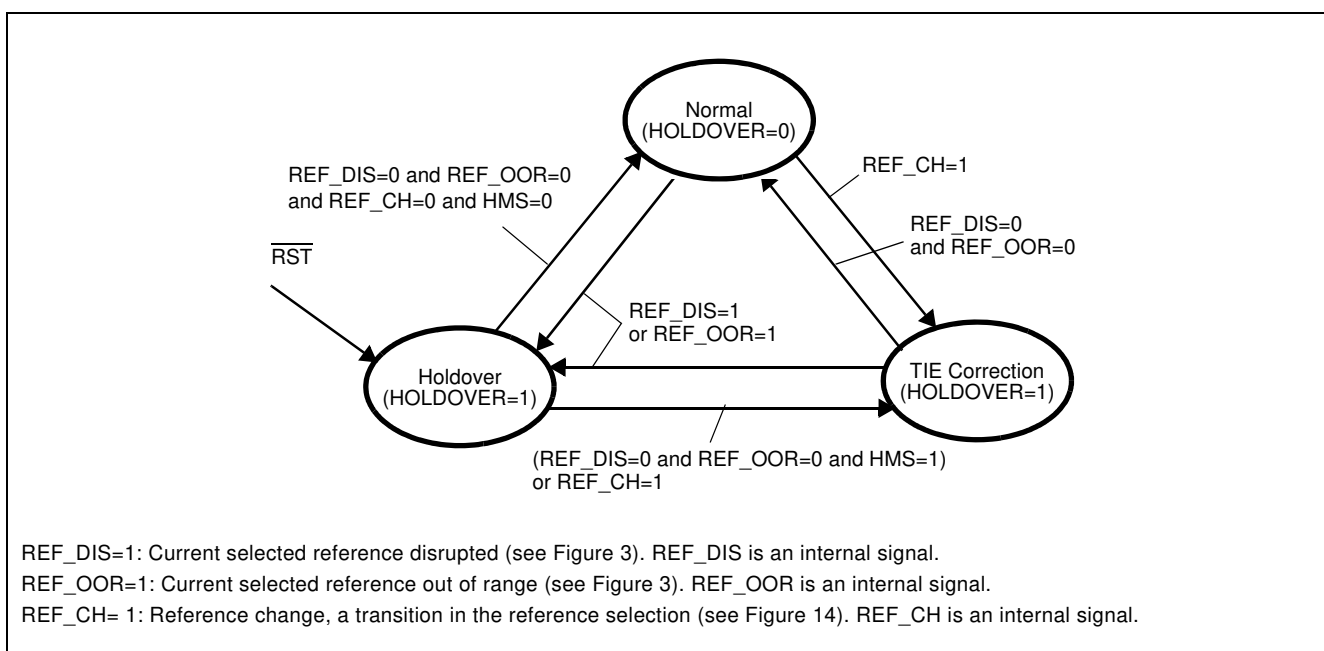 Normal
(HOLDOVER=0)
REF_CH=1
REF_DIS=0 and REF_OOR=0
and REF_CH=0 and HMS=0
REF_DIS=0
and REF_OOR=0
RST
REF_DIS=1
or REF_OOR=1
Holdover
(HOLDOVER=1)
TIE Correction
(HOLDOVER=1)
(REF_DIS=0 and REF_OOR=0 and HMS=1)
or REF_CH=1
REF_DIS=1: Current selected reference disrupted (see Figure 3). REF_DIS is an internal signal.
REF_OOR=1: Current selected reference out of range (see Figure 3). REF_OOR is an internal signal.
REF_CH= 1: Reference change, a transition in the reference selection (see Figure 14). REF_CH is an internal signal.